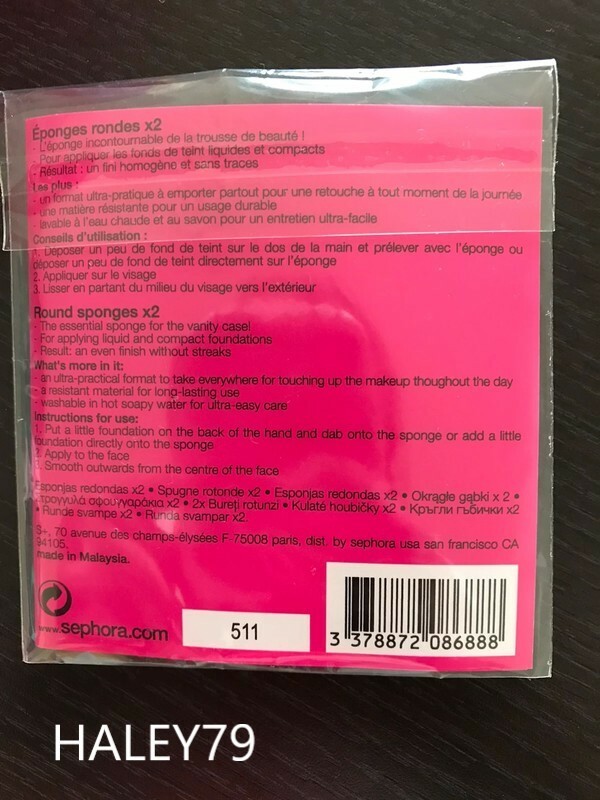 Éponges rondes x2
- L'éponge incontournable de la trousse de beauté !
- Pour appliquer les fonds de teint liquides et compacts
- Résultat : un fini homogène et sans traces
Les plus :
- un format ultra-pratique à emporter partout pour une retouche à tout moment de la journée
- une matière résistante pour un usage durable
- lavable à l'eau chaude et au savon pour un entretien ultra-facile
Conseils d'utilisation :
1. Déposer un peu de fond de teint sur le dos de la main et prélever avec l'éponge ou
déposer un peu de fond de teint directement sur l'éponge
2. Appliquer sur le visage
3. Lisser en partant du milieu du visage vers l'extérieur
Round sponges x2
- The essential sponge for the vanity case!
- For applying liquid and compact foundations
- Result: an even finish without streaks
What's more in it:
- an ultra-practical format to take everywhere for touching up the makeup thoughout the day
- a resistant material for long-lasting use
- washable in hot soapy water for ultra-easy care
Instructions for use:
1. Put a little foundation on the back of the hand and dab onto the sponge or add a little
foundation directly onto the sponge
2. Apply to the face
3. Smooth outwards from the centre of the face
Esponjas redondas x2 • Spugne rotonde x2 • Esponjas redondas x2 • Okrągłe gąbki x 2 •
Στρογγυλά σφουγγαράκια x2 • 2x Bureți rotunzi • Kulaté houbičky x2 • Кръгли гъбички x2
• Runde svampe x2 • Runda svampar x2.
S+, 70 avenue des champs-élysées F-75008 paris, dist. by sephora usa san francisco CA
94105.
made in Malaysia.
www.sephora.com
511
3 378872 086888
HALEY79